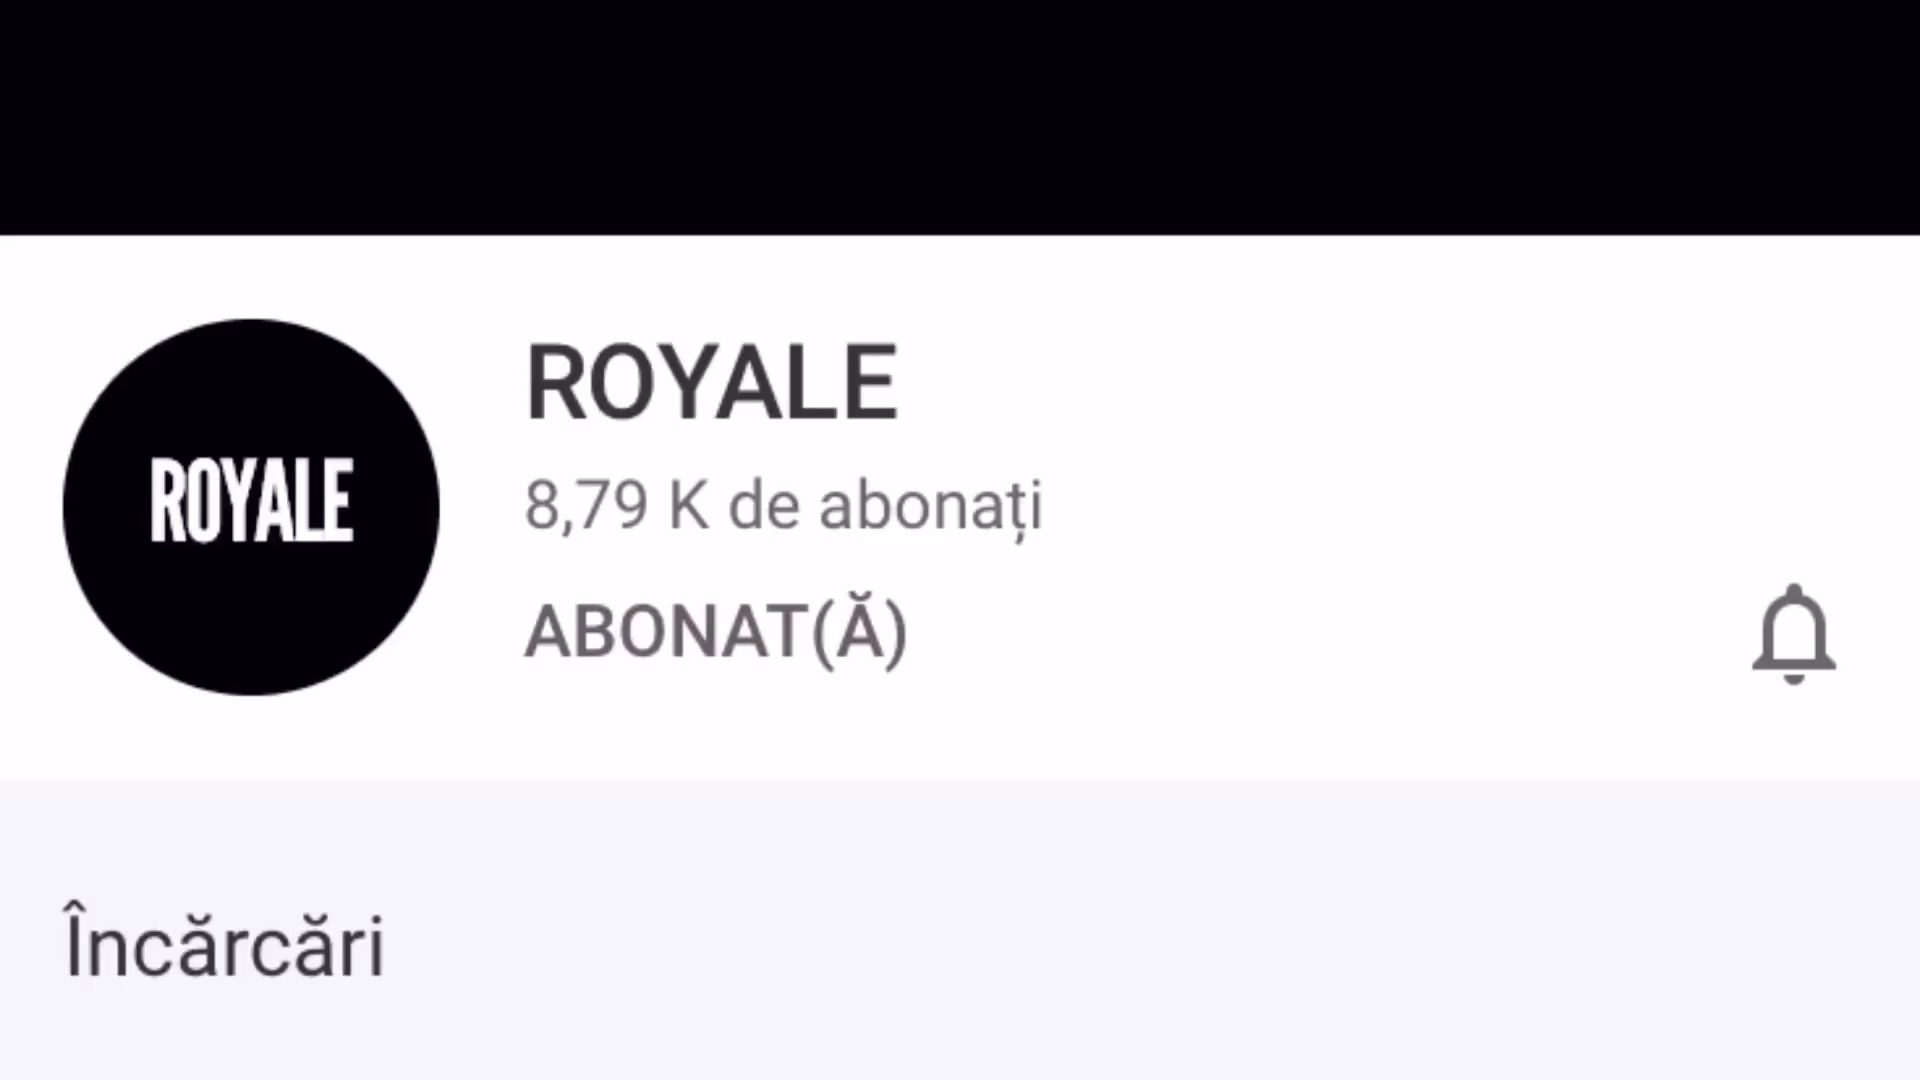 ROYALE
ROYALE
8,79 K de abonați
ABONAT(Ă)
Încărcări